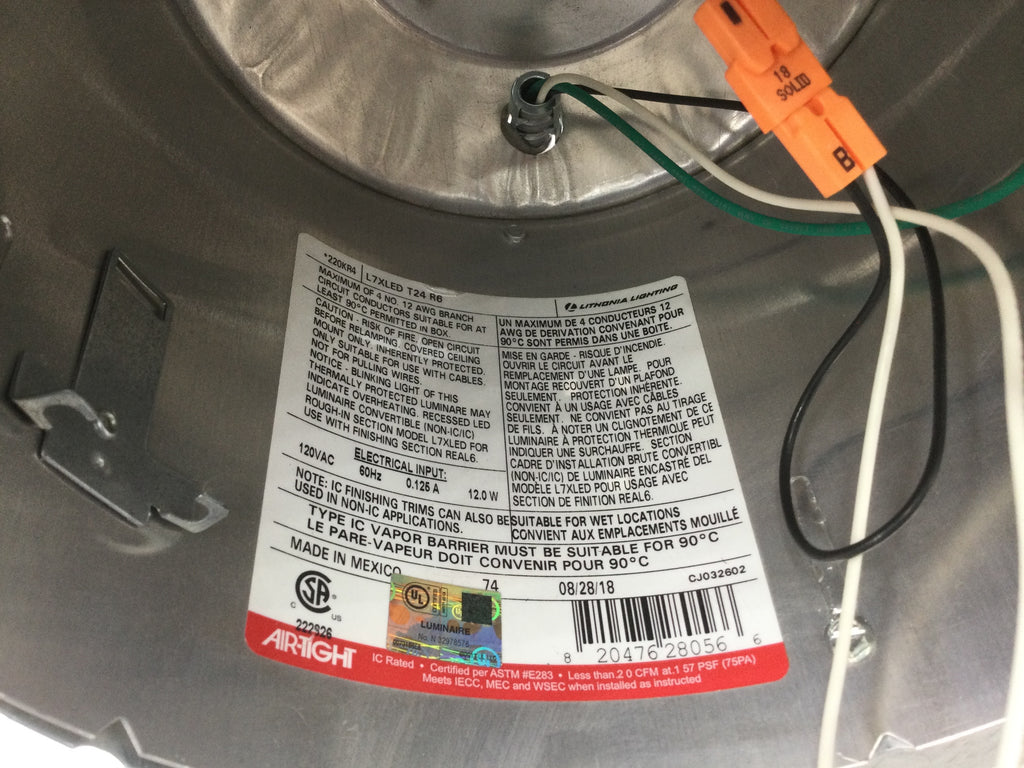 18
SOLID
B
*220KR4 L7XLED T24 R6
MAXIMUM OF 4 NO. 12 AWG BRANCH
CIRCUIT CONDUCTORS SUITABLE FOR AT
LEAST 90°C PERMITTED IN BOX.
CAUTION - RISK OF FIRE, OPEN CIRCUIT
BEFORE RELAMPING. COVERED CEILING
MOUNT ONLY. INHERENTLY PROTECTED.
ONLY SUITABLE FOR USE WITH CABLES.
NOT FOR PULLING WIRES.
NOTICE - BLINKING LIGHT OF THIS
THERMALLY PROTECTED LUMINARE MAY
INDICATE OVERHEATING. RECESSED LED
LUMINAIRE CONVERTIBLE (NON-IC/IC)
ROUGH-IN SECTION MODEL L7XLED FOR
USE WITH FINISHING SECTION REAL6.
LITHONIA LIGHTING
UN MAXIMUM DE 4 CONDUCTEURS 12
AWG DE DERIVATION CONVENANT POUR
90°C SONT PERMIS DANS UNE BOITE.
MISE EN GARDE - RISQUE D'INCENDIE.
OUVRIR LE CIRCUIT AVANT LE
REMPLACEMENT D'UNE LAMPE. POUR
MONTAGE RECOUVERT D'UN PLAFOND
SEULEMENT. PROTECTION INHÉRENTE.
CONVIENT À UN USAGE AVEC CÂBLES
SEULEMENT. NE CONVIENT PAS AU TIRAGE
DE FILS. À NOTER UN CLIGNOTEMENT DE CE
LUMINAIRE À PROTECTION THERMIQUE PEUT
INDIQUER UNE SURCHAUFFE. SECTION
CADRE D'INSTALLATION BRUTE CONVERTIBL
(NON-IC/IC) DE LUMINAIRE ENCASTRÉ DEL
MODÈLE L7XLED POUR USAGE AVEC
SECTION DE FINITION REAL6.
ELECTRICAL INPUT:
120VAC 60Hz 0.125 A 12.0 W
NOTE: IC FINISHING TRIMS CAN ALSO BE
USED IN NON-IC APPLICATIONS.
SUITABLE FOR WET LOCATIONS
CONVIENT AUX EMPLACEMENTS MOUILLÉ
TYPE IC VAPOR BARRIER MUST BE SUITABLE FOR 90°C
LE PARE-VAPEUR DOIT CONVENIR POUR 90°C
MADE IN MEXICO 74 08/28/18 CJ032602
SA
C US
222926
UL
LUMINAIRE
No. N 32978576
8 20476 28056 6
AIR-TIGHT
IC Rated • Certified per ASTM #E283 • Less than 2 0 CFM at.1 57 PSF (75PA)
Meets IECC, MEC and WSEC when installed as instructed